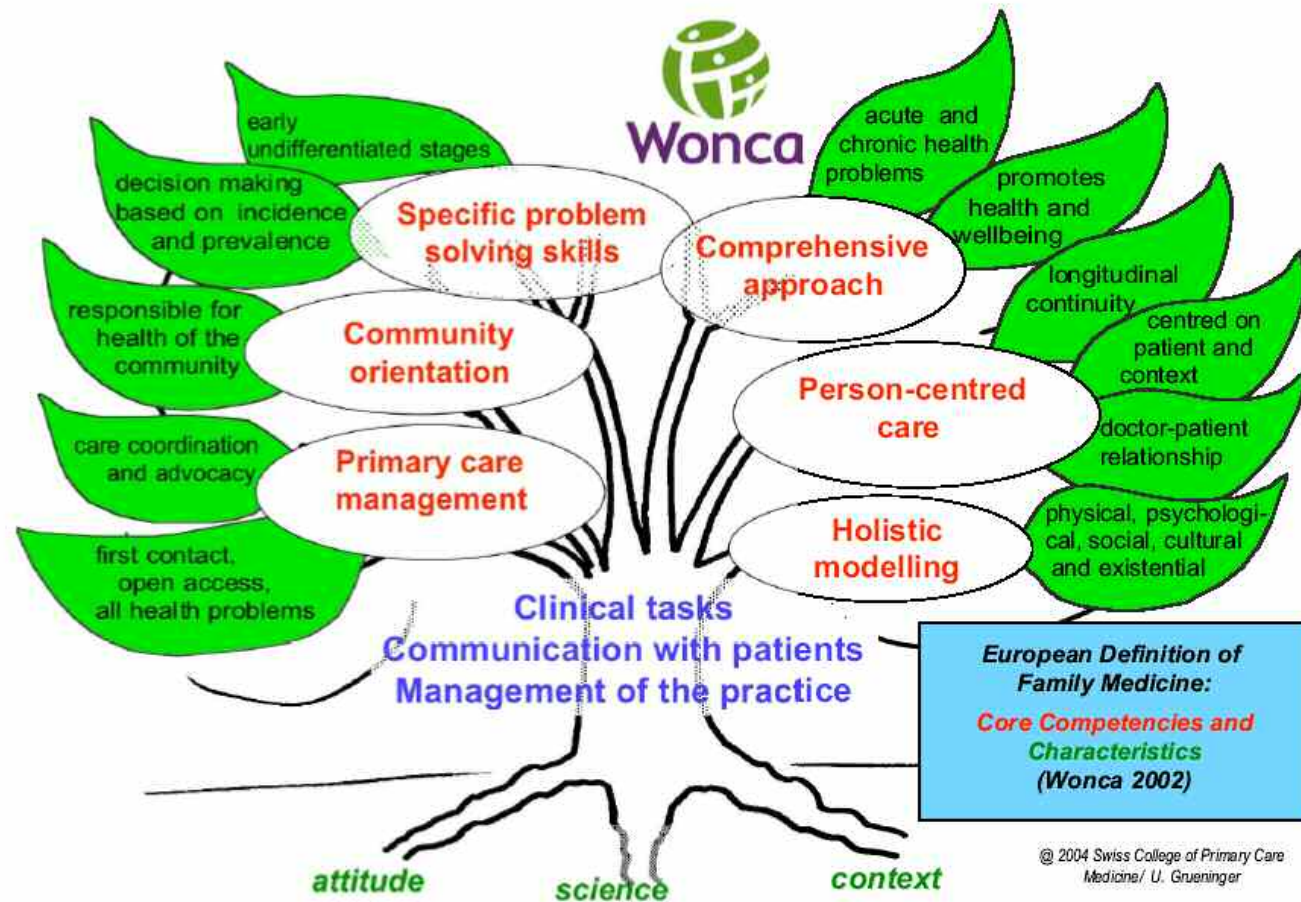 Wonca
early
undifferentiated stages
decision making
based on incidence
and prevalence
responsible for
health of the
community
care coordination
and advocacy
first contact,
open access,
all health problems
Specific problem
solving skills
Community
orientation
Primary care
management
Comprehensive
approach
Person-centred
care
Holistic
modelling
acute and
chronic health
problems
promotes
health and
wellbeing
longitudinal
continuity
centred on
patient and
context
doctor-patient
relationship
physical, psychologi-
cal, social, cultural
and existential
Clinical tasks
Communication with patients
Management of the practice
attitude
science
context
European Definition of
Family Medicine:
Core Competencies and
Characteristics
(Wonca 2002)
@ 2004 Swiss College of Primary Care
Medicine/ U. Grueninger